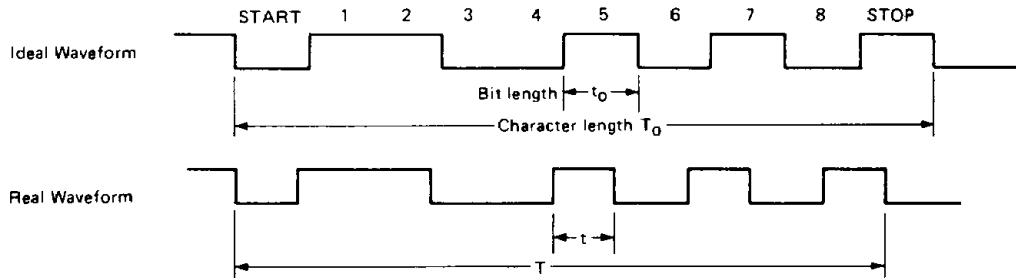 START 1 2 3 4 5 6 7 8 STOP
Ideal Waveform
Bit length t₀
Character length T₀
Real Waveform
t
T